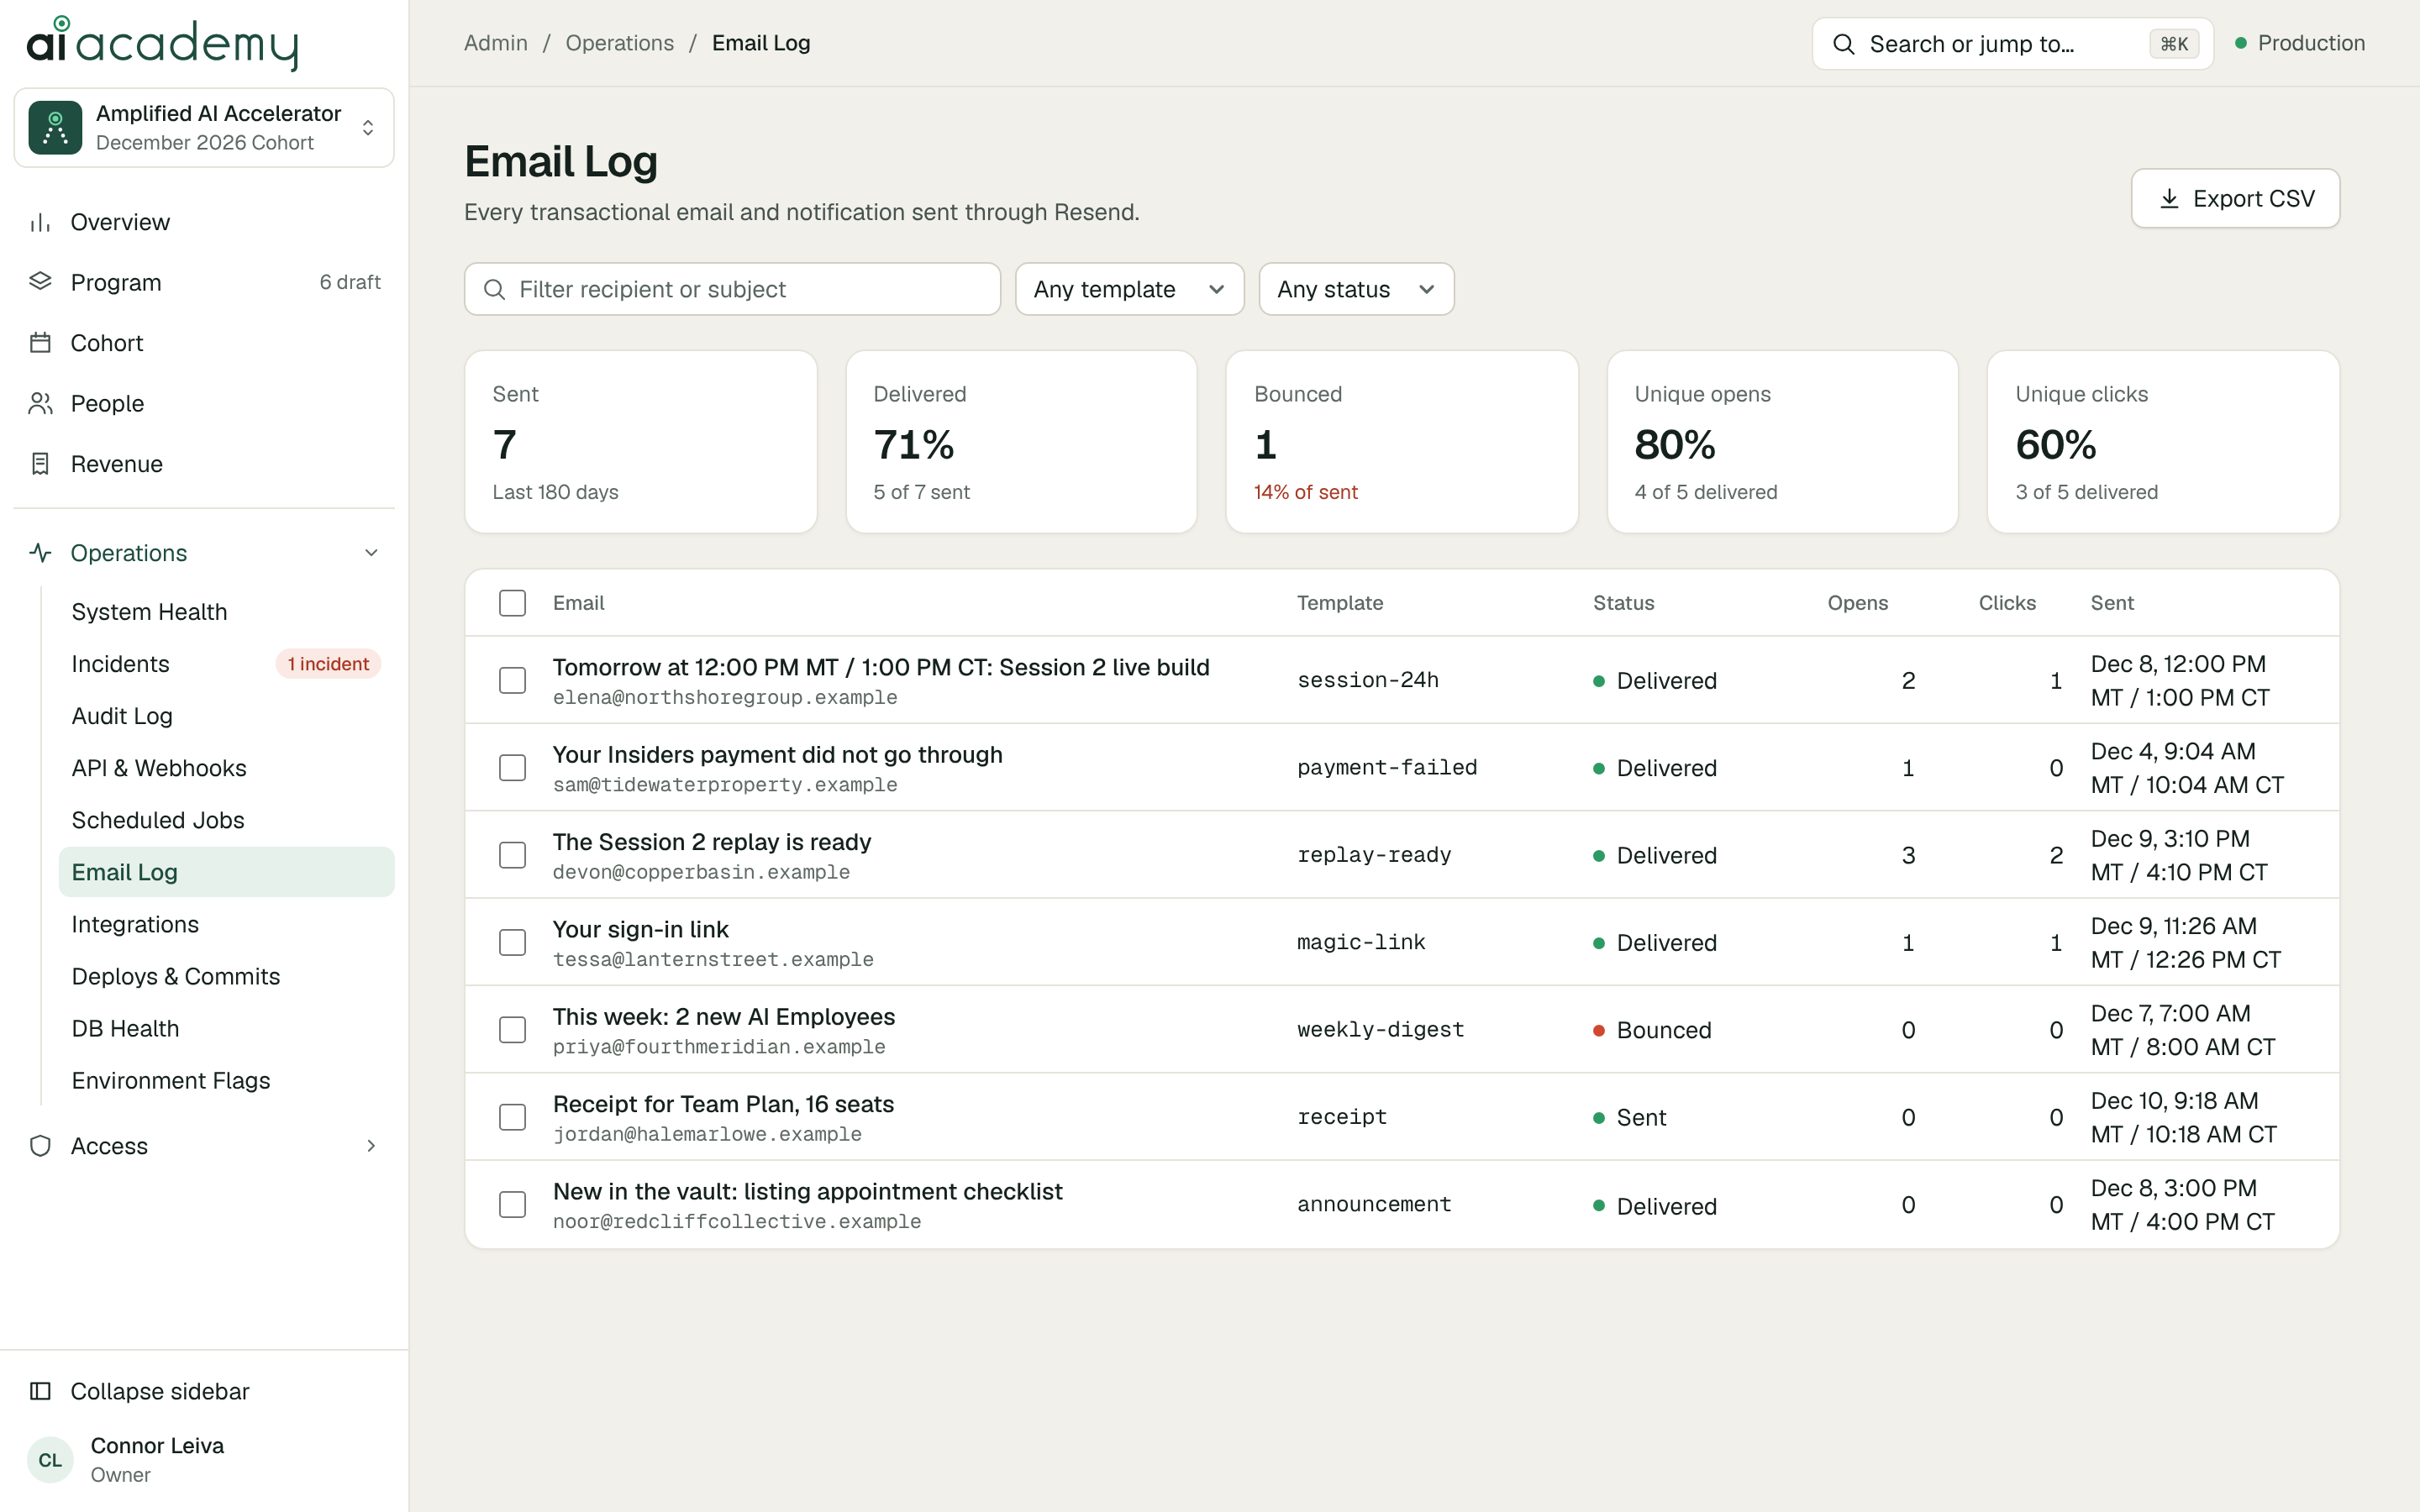 ai academy
Amplified AI Accelerator
December 2026 Cohort
Overview
Program 6 draft
Cohort
People
Revenue
Operations
System Health
Incidents 1 incident
Audit Log
API & Webhooks
Scheduled Jobs
Email Log
Integrations
Deploys & Commits
DB Health
Environment Flags
Access
Collapse sidebar
CL
Connor Leiva
Owner
Admin / Operations / Email Log
Search or jump to… ⌘K
Production
Email Log
Every transactional email and notification sent through Resend.
Export CSV
Filter recipient or subject
Any template
Any status
Sent
7
Last 180 days
Delivered
71%
5 of 7 sent
Bounced
1
14% of sent
Unique opens
80%
4 of 5 delivered
Unique clicks
60%
3 of 5 delivered
Email Template Status Opens Clicks Sent
Tomorrow at 12:00 PM MT / 1:00 PM CT: Session 2 live build
elena@northshoregroup.example
session-24h
Delivered
2
1
Dec 8, 12:00 PM
MT / 1:00 PM CT
Your Insiders payment did not go through
sam@tidewaterproperty.example
payment-failed
Delivered
1
0
Dec 4, 9:04 AM
MT / 10:04 AM CT
The Session 2 replay is ready
devon@copperbasin.example
replay-ready
Delivered
3
2
Dec 9, 3:10 PM
MT / 4:10 PM CT
Your sign-in link
tessa@lanternstreet.example
magic-link
Delivered
1
1
Dec 9, 11:26 AM
MT / 12:26 PM CT
This week: 2 new AI Employees
priya@fourthmeridian.example
weekly-digest
Bounced
0
0
Dec 7, 7:00 AM
MT / 8:00 AM CT
Receipt for Team Plan, 16 seats
jordan@halemarlowe.example
receipt
Sent
0
0
Dec 10, 9:18 AM
MT / 10:18 AM CT
New in the vault: listing appointment checklist
noor@redcliffcollective.example
announcement
Delivered
0
0
Dec 8, 3:00 PM
MT / 4:00 PM CT